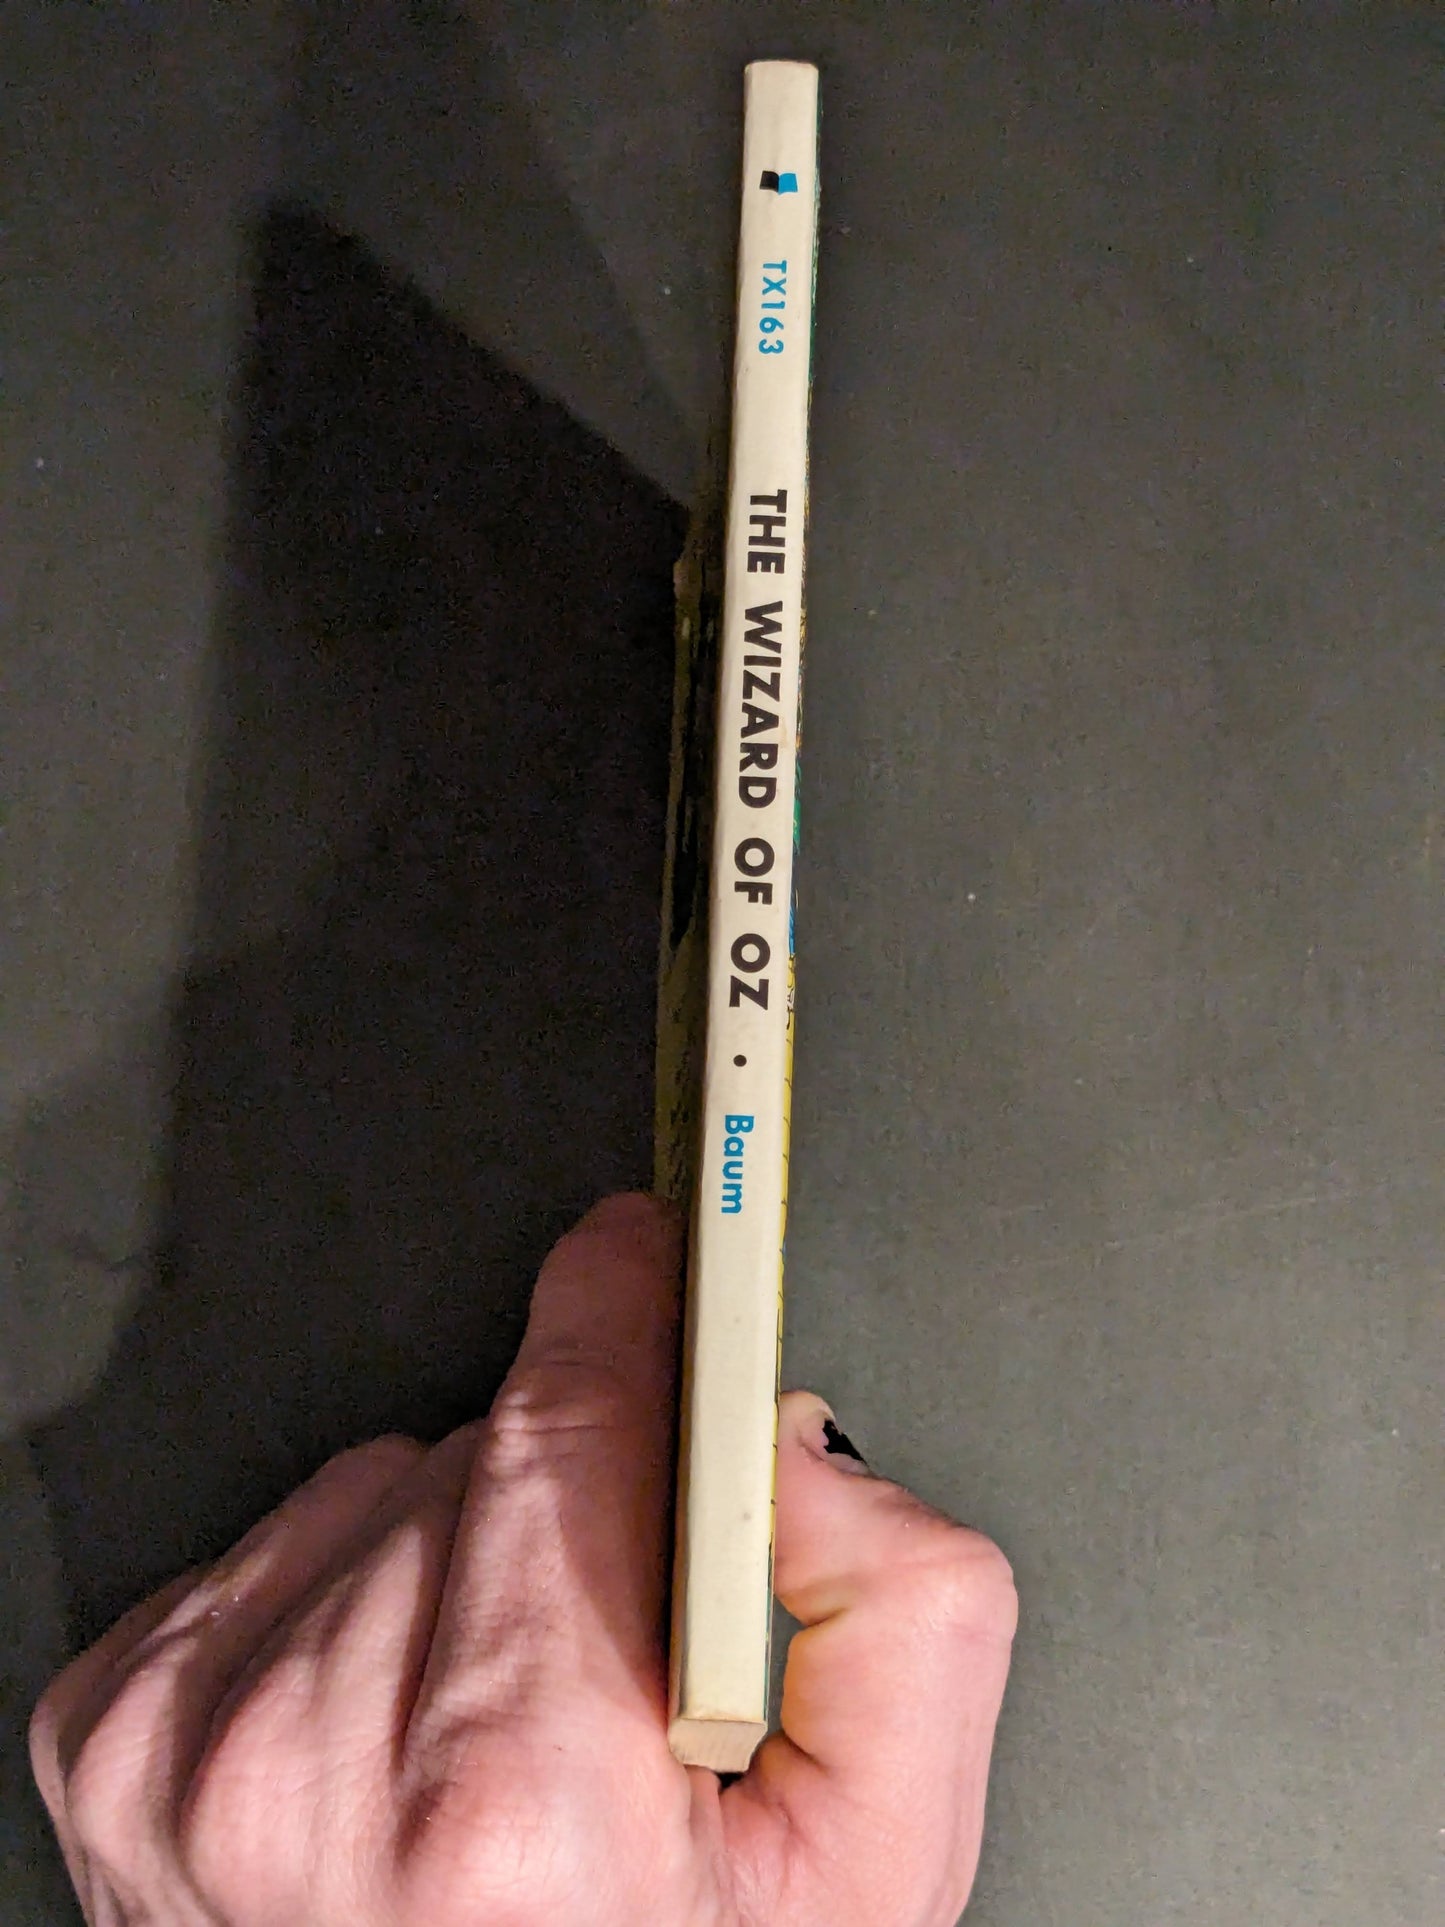 TX163 THE WIZARD OF OZ • Baum